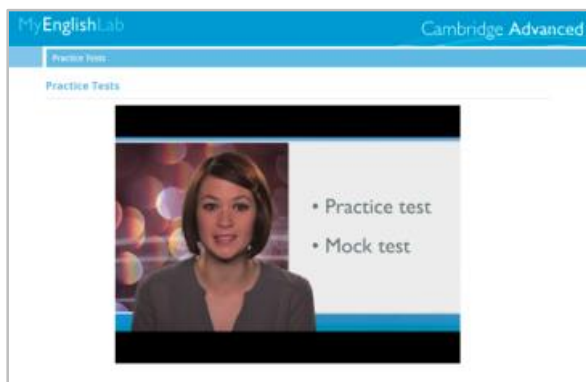 MyEnglishLab
Cambridge Advanced
Practice Tests
Practice Tests
• Practice test
• Mock test